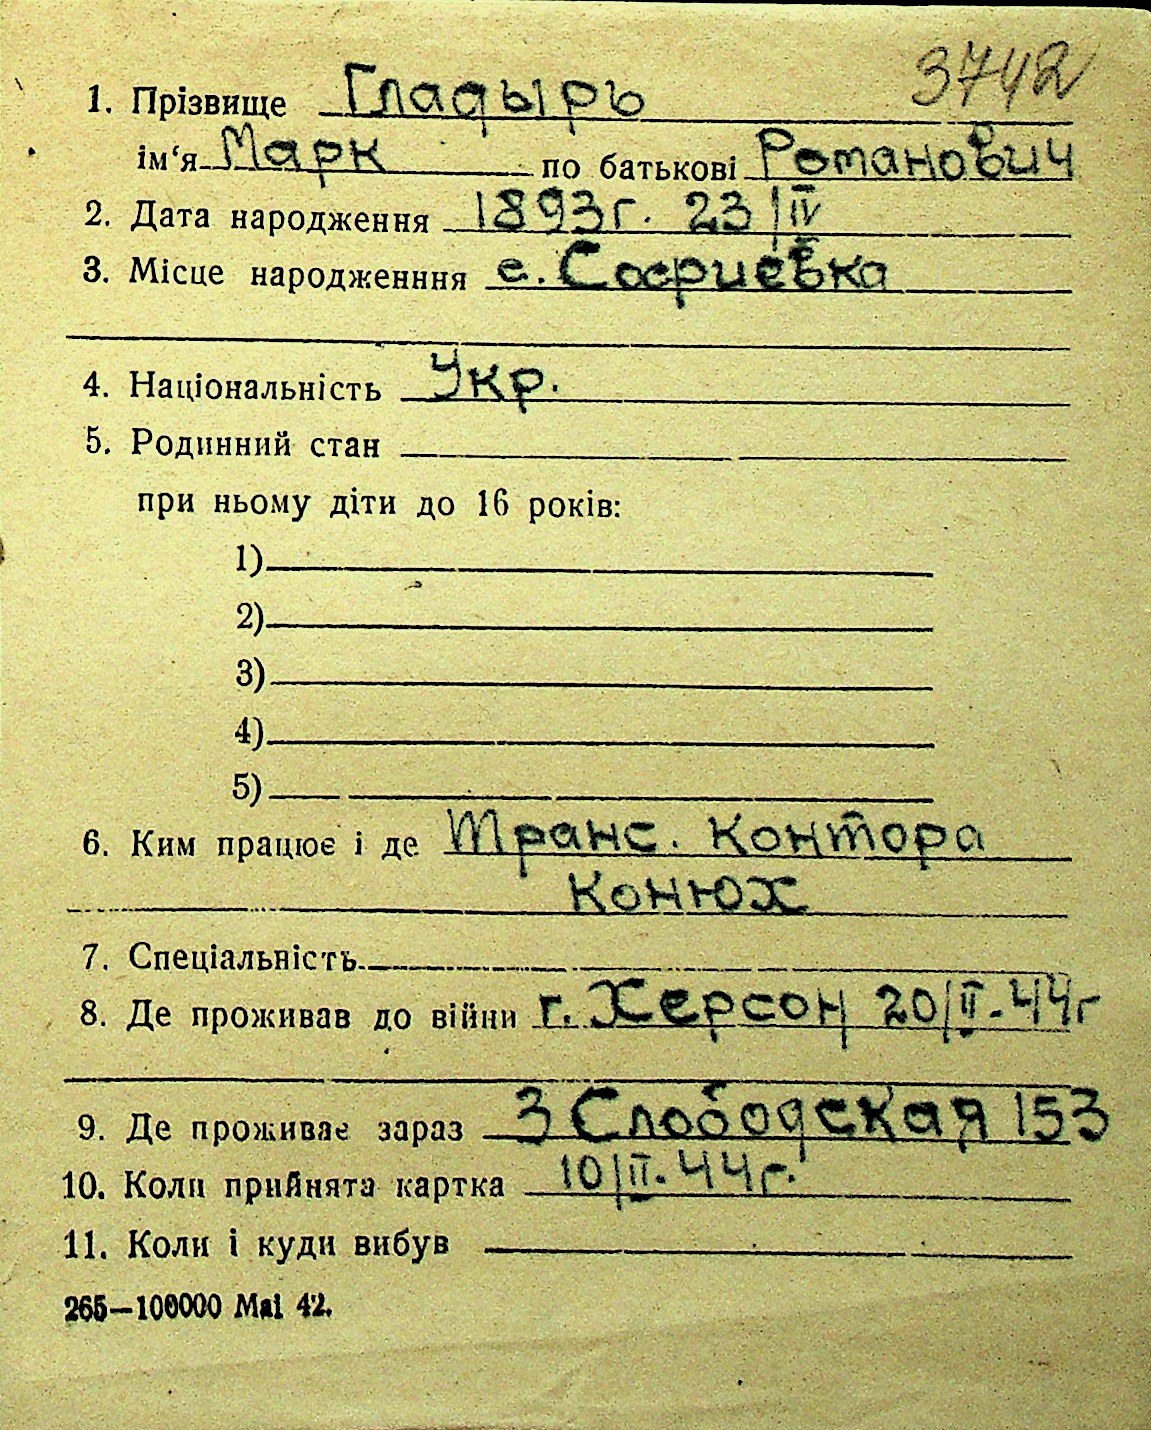 3742
1. Прізвище Гладырь
ім‘я Марк по батькові Романович
2. Дата народження 1893г. 23/IV
3. Місце народженння с. Софиевка
4. Національність Укр.
5. Родинний стан
при ньому діти до 16 років:
1)
2)
3)
4)
5)
6. Ким працює і де Транс. контора
конюх
7. Спеціальність
8. Де проживав до війни г. Херсон 20/II-44г
9. Де проживає зараз 3 Слободская 153
10. Коли прийнята картка 10/II.44г.
11. Коли і куди вибув
265—100000 Mai 42.